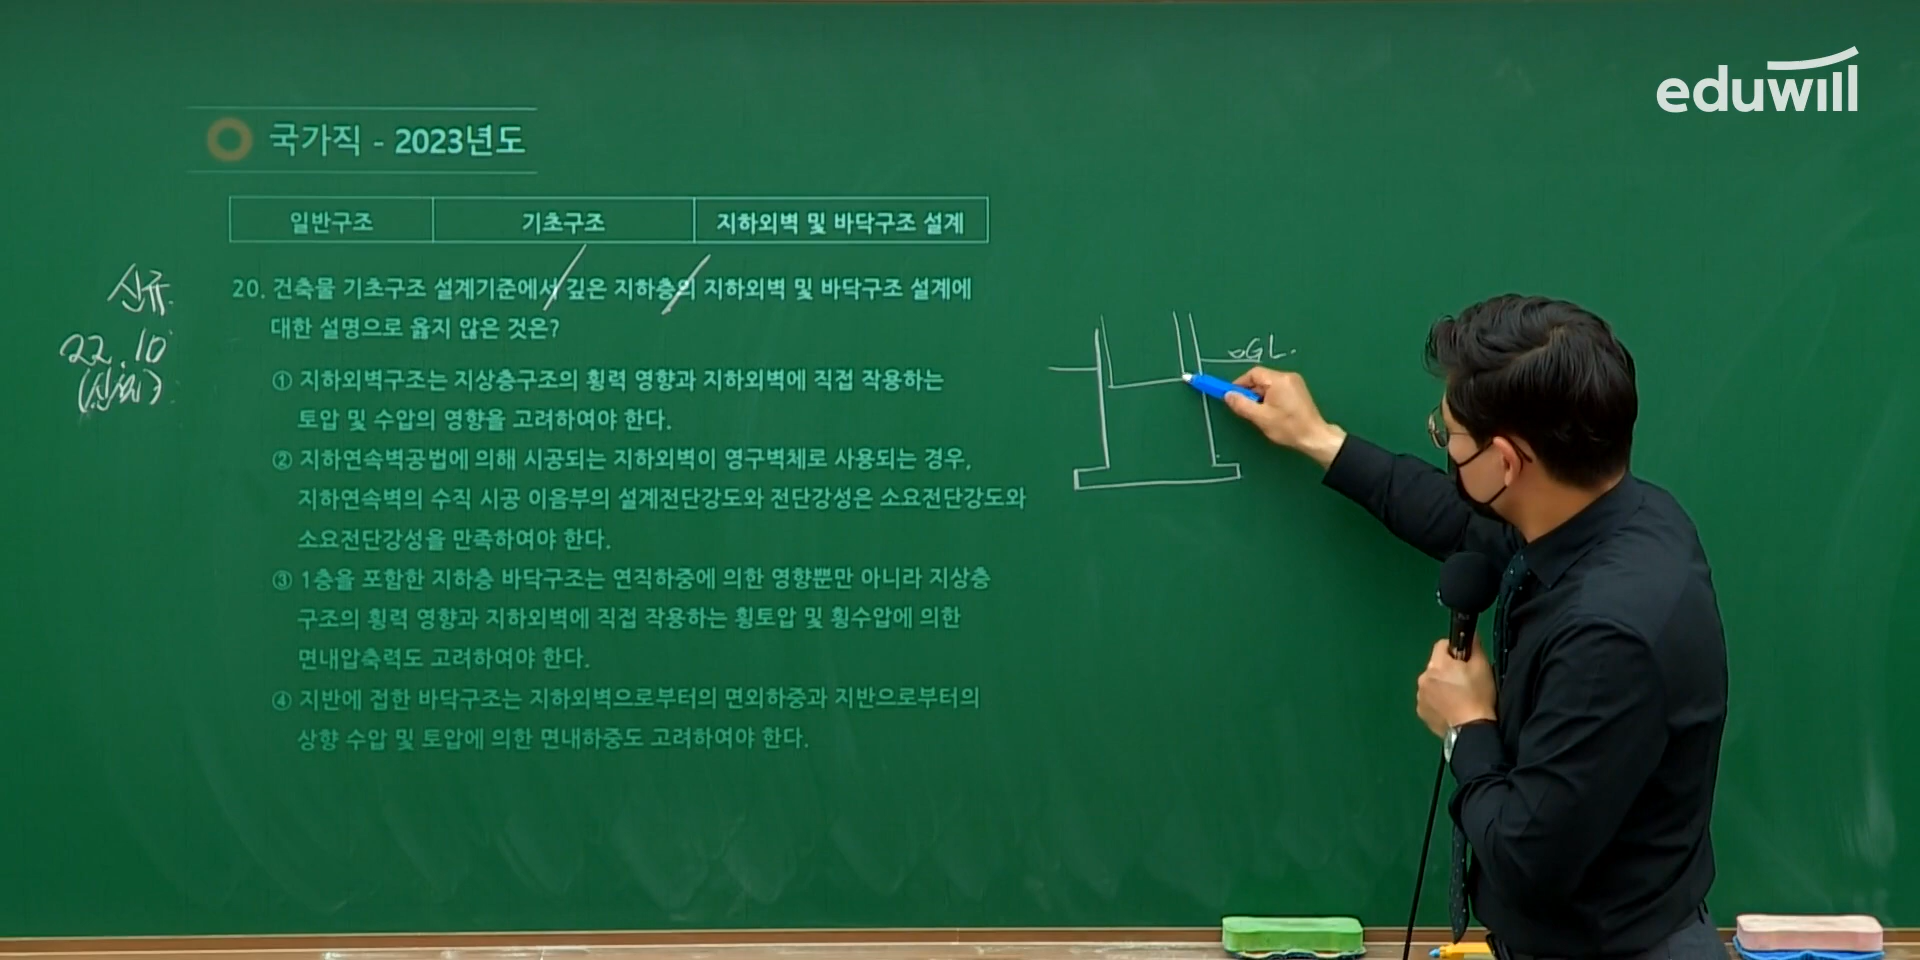 eduwill
국가직 - 2023년도
일반구조 기초구조 지하외벽 및 바닥구조 설계
신규
22.10
20. 건축물 기초구조 설계기준에서 깊은 지하층의 지하외벽 및 바닥구조 설계에
대한 설명으로 옳지 않은 것은?
① 지하외벽구조는 지상층구조의 횡력 영향과 지하외벽에 직접 작용하는
토압 및 수압의 영향을 고려하여야 한다.
② 지하연속벽공법에 의해 시공되는 지하외벽이 영구벽체로 사용되는 경우,
지하연속벽의 수직 시공 이음부의 설계전단강도와 전단강성은 소요전단강도와
소요전단강성을 만족하여야 한다.
③ 1층을 포함한 지하층 바닥구조는 연직하중에 의한 영향뿐만 아니라 지상층
구조의 횡력 영향과 지하외벽에 직접 작용하는 횡토압 및 횡수압에 의한
면내압축력도 고려하여야 한다.
④ 지반에 접한 바닥구조는 지하외벽으로부터의 면외하중과 지반으로부터의
상향 수압 및 토압에 의한 면내하중도 고려하여야 한다.
GL.